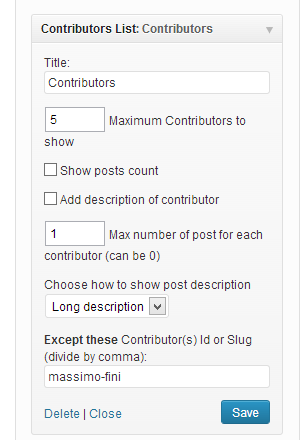 Contributors List: Contributors
Title:
Contributors
5 Maximum Contributors to
show
Show posts count
Add description of contributor
1 Max number of post for each
contributor (can be 0)
Choose how to show post description
Long description
Except these Contributor(s) Id or Slug
(divide by comma):
massimo-fini
Delete | Close Save